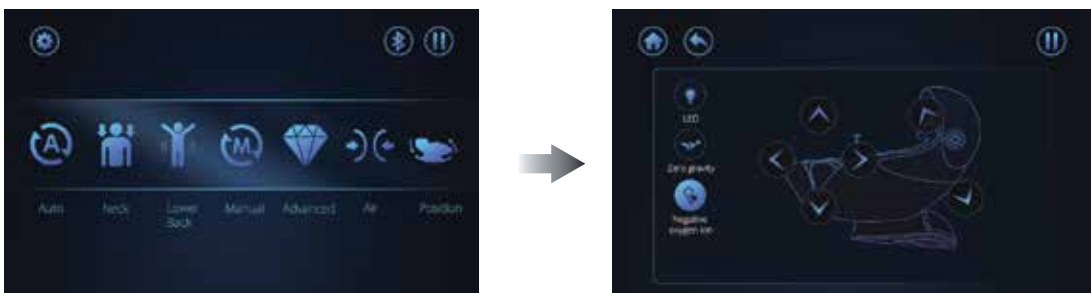 A
M
Auto
Neck
Lower
Back
Manual
Advanced
Air
Position
LED
Zero gravity
Negative
oxygen ion